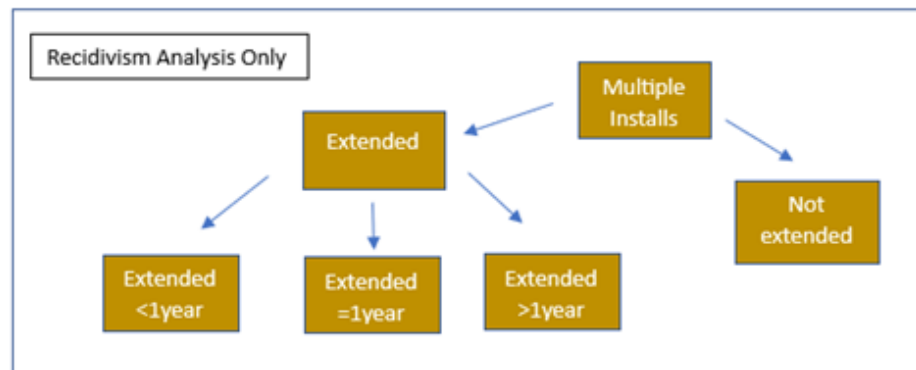 Recidivism Analysis Only
Multiple
Installs
Extended
Not
extended
Extended
<1year
Extended
=1year
Extended
>1year